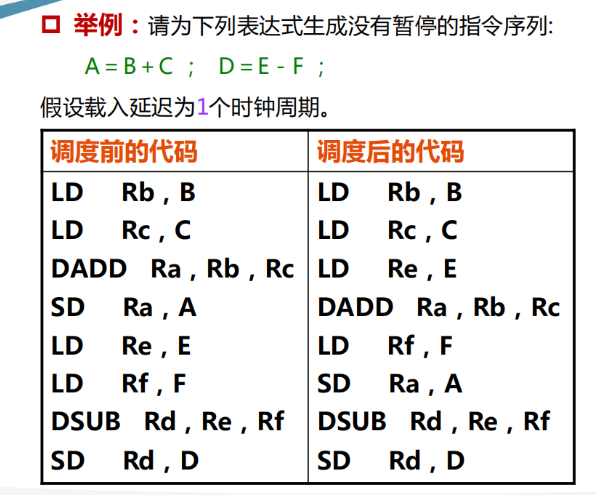 举例：请为下列表达式生成没有暂停的指令序列:
A = B + C ； D = E - F ；
假设载入延迟为1个时钟周期。
调度前的代码 调度后的代码
LD Rb，B LD Rb，B
LD Rc，C LD Rc，C
DADD Ra，Rb，Rc LD Re，E
SD Ra，A DADD Ra，Rb，Rc
LD Re，E LD Rf，F
LD Rf，F SD Ra，A
DSUB Rd，Re，Rf DSUB Rd，Re，Rf
SD Rd，D SD Rd，D